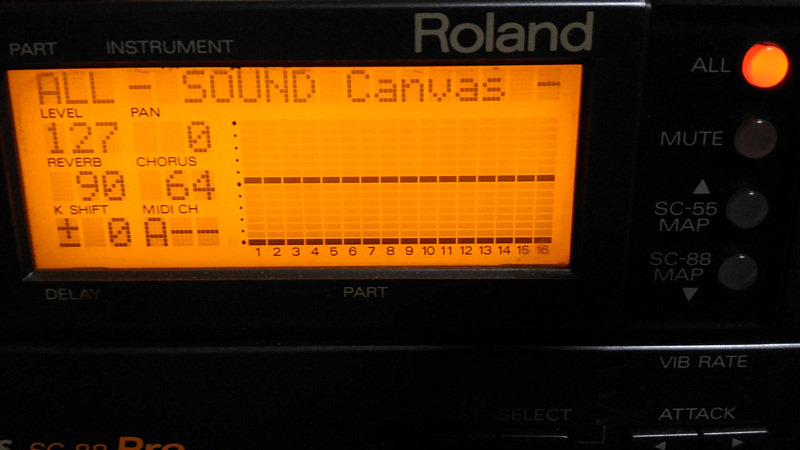 PART INSTRUMENT Roland
ALL
ALL - SOUND Canvas -
LEVEL PAN
127 0
MUTE
REVERB CHORUS
90 64
SC-55
MAP
K SHIFT MIDI CH
± 0 A--
1 2 3 4 5 6 7 8 9 10 11 12 13 14 15 16
SC-88
MAP
DELAY PART
VIB RATE
SELECT ATTACK
SC-88 Pro